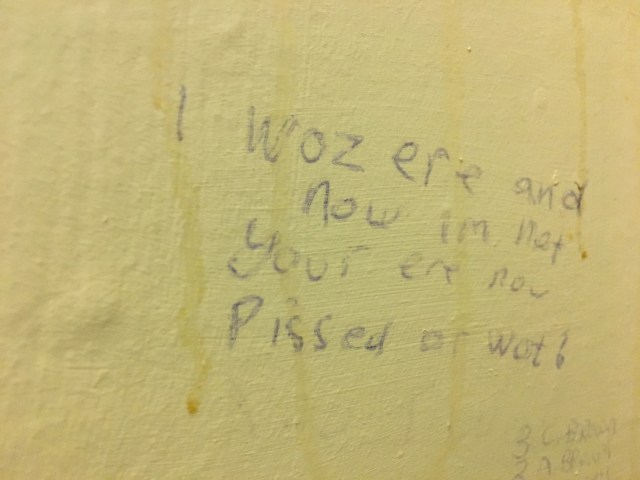 I woz ere and
now im not
your ere now
Pissed or wot?